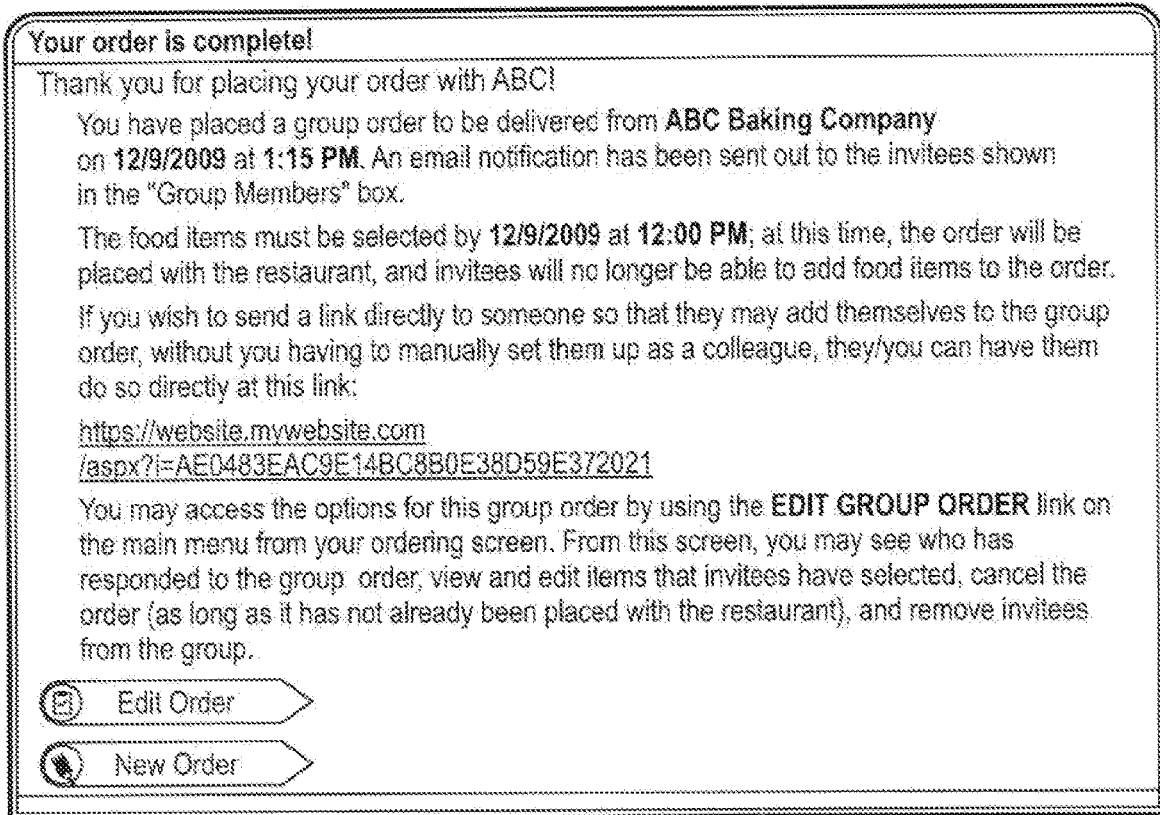 Your order is complete!
Thank you for placing your order with ABC!
You have placed a group order to be delivered from ABC Baking Company
on 12/9/2009 at 1:15 PM. An email notification has been sent out to the invitees shown
in the "Group Members" box.
The food items must be selected by 12/9/2009 at 12:00 PM; at this time, the order will be
placed with the restaurant, and invitees will no longer be able to add food items to the order.
If you wish to send a link directly to someone so that they may add themselves to the group
order, without you having to manually set them up as a colleague, they/you can have them
do so directly at this link:
https://website.mywebsite.com
/aspx?i=AE0483EAC9E14BC8B0E38D59E372021
You may access the options for this group order by using the EDIT GROUP ORDER link on
the main menu from your ordering screen. From this screen, you may see who has
responded to the group order, view and edit items that invitees have selected, cancel the
order (as long as it has not already been placed with the restaurant), and remove invitees
from the group.
Edit Order
New Order